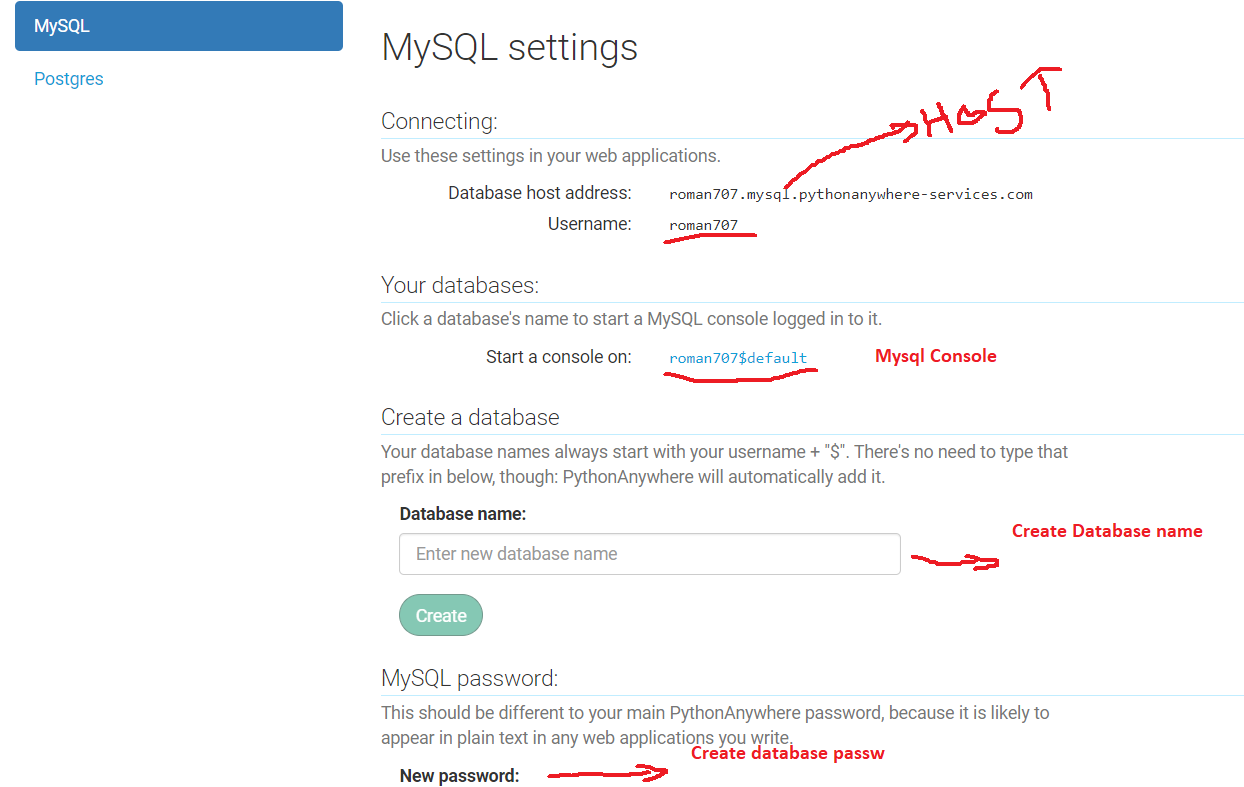 MySQL
Postgres
MySQL settings
Connecting:
HOST
Use these settings in your web applications.
Database host address: roman707.mysql.pythonanywhere-services.com
Username: roman707
Your databases:
Click a database's name to start a MySQL console logged in to it.
Start a console on: roman707$default Mysql Console
Create a database
Your database names always start with your username + "$". There's no need to type that
prefix in below, though: PythonAnywhere will automatically add it.
Database name:
Create Database name
Enter new database name
Create
MySQL password:
This should be different to your main PythonAnywhere password, because it is likely to
appear in plain text in any web applications you write.
Create database passw
New password: